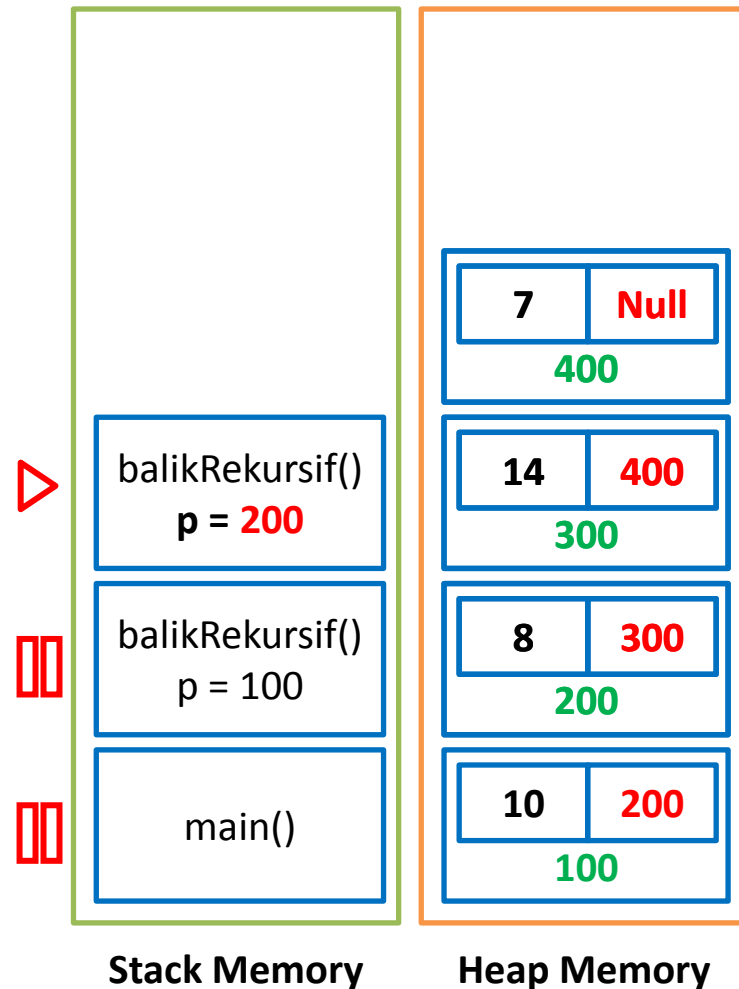 balikRekursif()
p = 200
balikRekursif()
p = 100
main()
Stack Memory
7 Null
400
14 400
300
8 300
200
10 200
100
Heap Memory